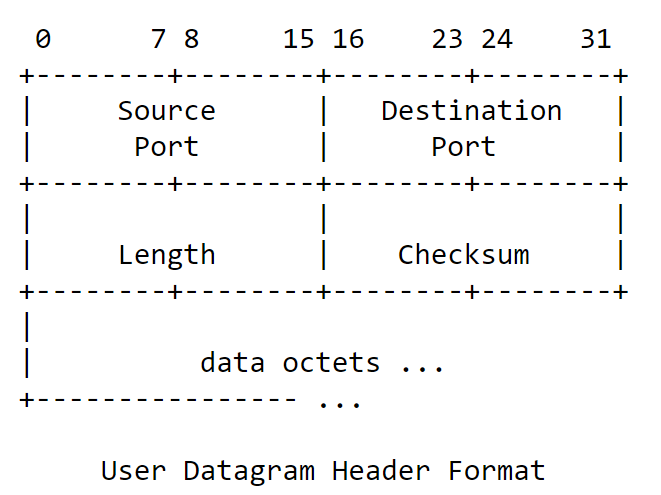 0      7 8     15 16    23 24    31
+--------+--------+--------+--------+
|     Source      |   Destination   |
|      Port       |      Port       |
+--------+--------+--------+--------+
|                 |                 |
|     Length      |    Checksum     |
+--------+--------+--------+--------+
|
|          data octets ...
+---------------- ...

     User Datagram Header Format